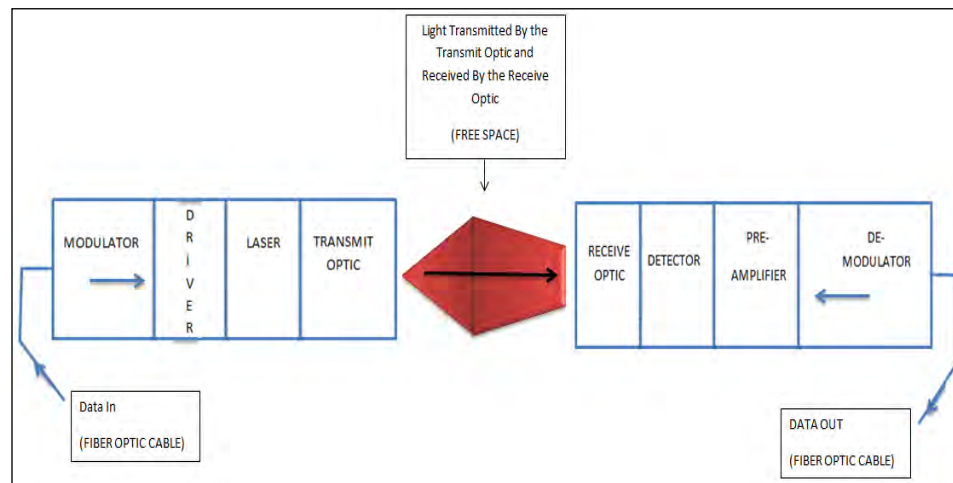 Light Transmitted By the
Transmit Optic and
Received By the Receive
Optic
(FREE SPACE)
MODULATOR
D
R
I
V
E
R
LASER
TRANSMIT
OPTIC
RECEIVE
OPTIC
DETECTOR
PRE-
AMPLIFIER
DE-
MODULATOR
Data In
(FIBER OPTIC CABLE)
DATA OUT
(FIBER OPTIC CABLE)